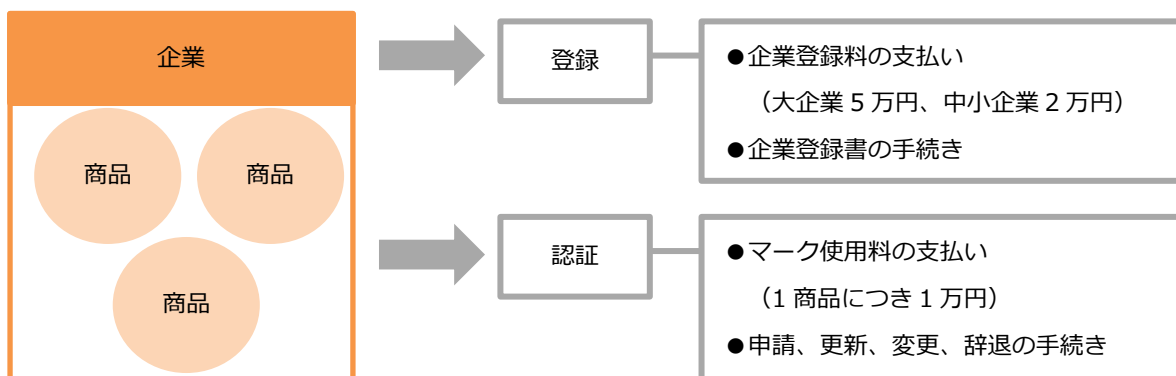 企業
商品
商品
商品
登録
●企業登録料の支払い
（大企業 5 万円、中小企業 2 万円）
●企業登録書の手続き
認証
●マーク使用料の支払い
（1 商品につき 1 万円）
●申請、更新、変更、辞退の手続き